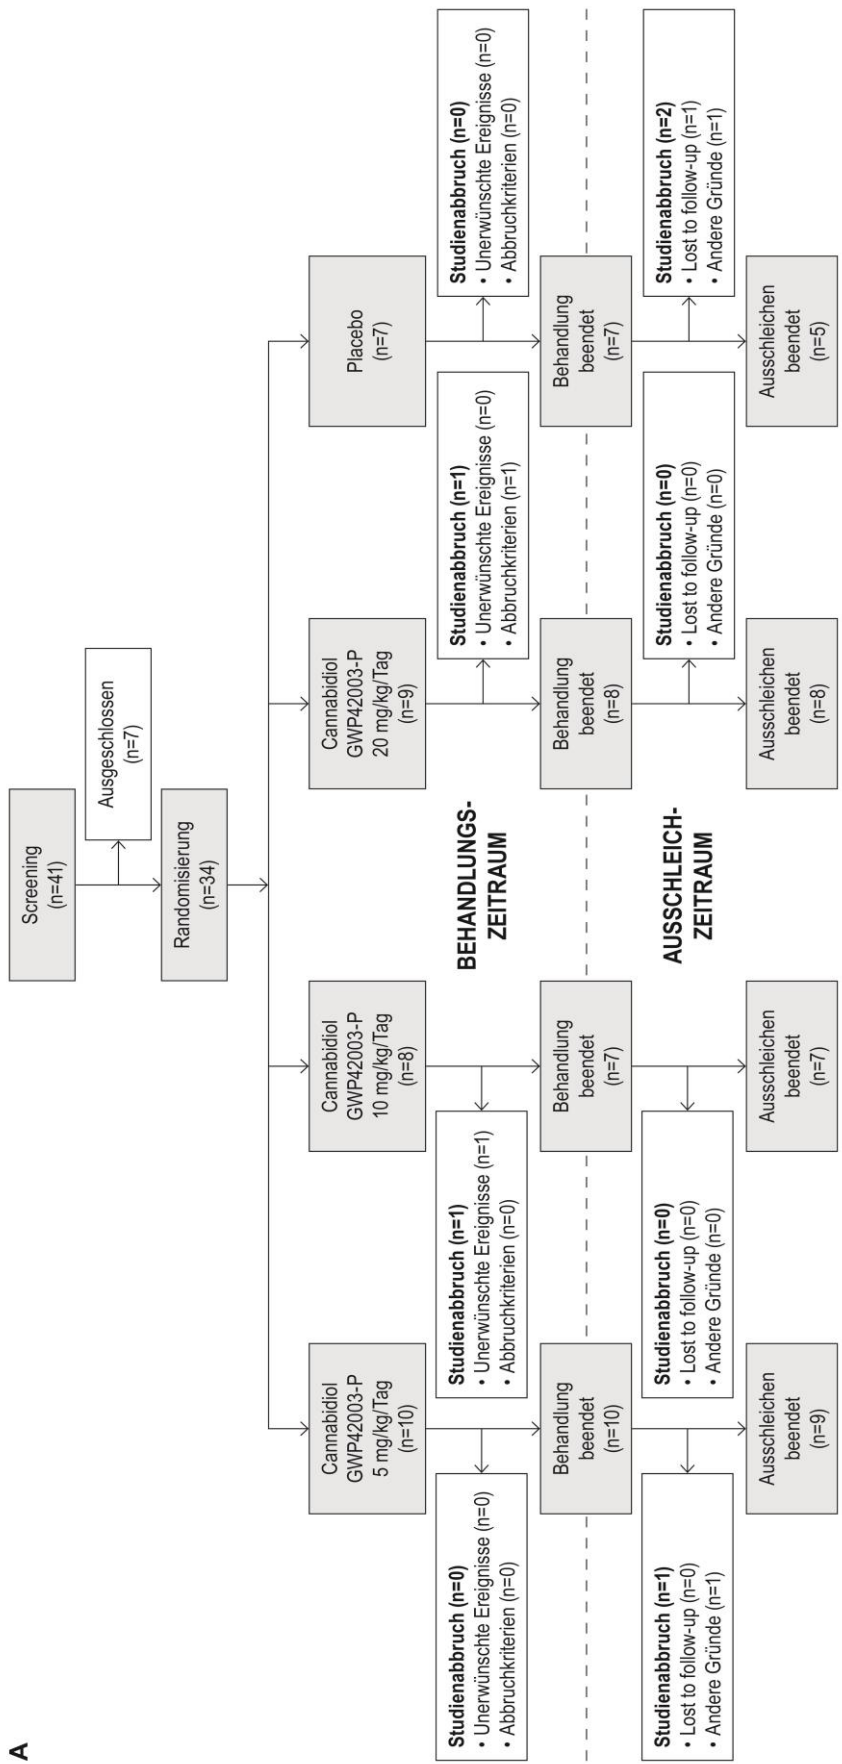 A
Screening
(n=41)
Ausgeschlossen
(n=7)
Randomisierung
(n=34)
Cannabidiol
GWP42003-P
5 mg/kg/Tag
(n=10)
Cannabidiol
GWP42003-P
10 mg/kg/Tag
(n=8)
Cannabidiol
GWP42003-P
20 mg/kg/Tag
(n=9)
Placebo
(n=7)
Studienabbruch (n=0)
• Unerwünschte Ereignisse (n=0)
• Abbruchkriterien (n=0)
Studienabbruch (n=1)
• Unerwünschte Ereignisse (n=1)
• Abbruchkriterien (n=0)
BEHANDLUNGS-
ZEITRAUM
Studienabbruch (n=1)
• Unerwünschte Ereignisse (n=0)
• Abbruchkriterien (n=1)
Studienabbruch (n=0)
• Unerwünschte Ereignisse (n=0)
• Abbruchkriterien (n=0)
Behandlung
beendet
(n=10)
Behandlung
beendet
(n=7)
Behandlung
beendet
(n=8)
Behandlung
beendet
(n=7)
Studienabbruch (n=1)
• Lost to follow-up (n=0)
• Andere Gründe (n=1)
Studienabbruch (n=0)
• Lost to follow-up (n=0)
• Andere Gründe (n=0)
AUSSCHLEICH-
ZEITRAUM
Studienabbruch (n=0)
• Lost to follow-up (n=0)
• Andere Gründe (n=0)
Studienabbruch (n=2)
• Lost to follow-up (n=1)
• Andere Gründe (n=1)
Ausschleichen
beendet
(n=9)
Ausschleichen
beendet
(n=7)
Ausschleichen
beendet
(n=8)
Ausschleichen
beendet
(n=5)